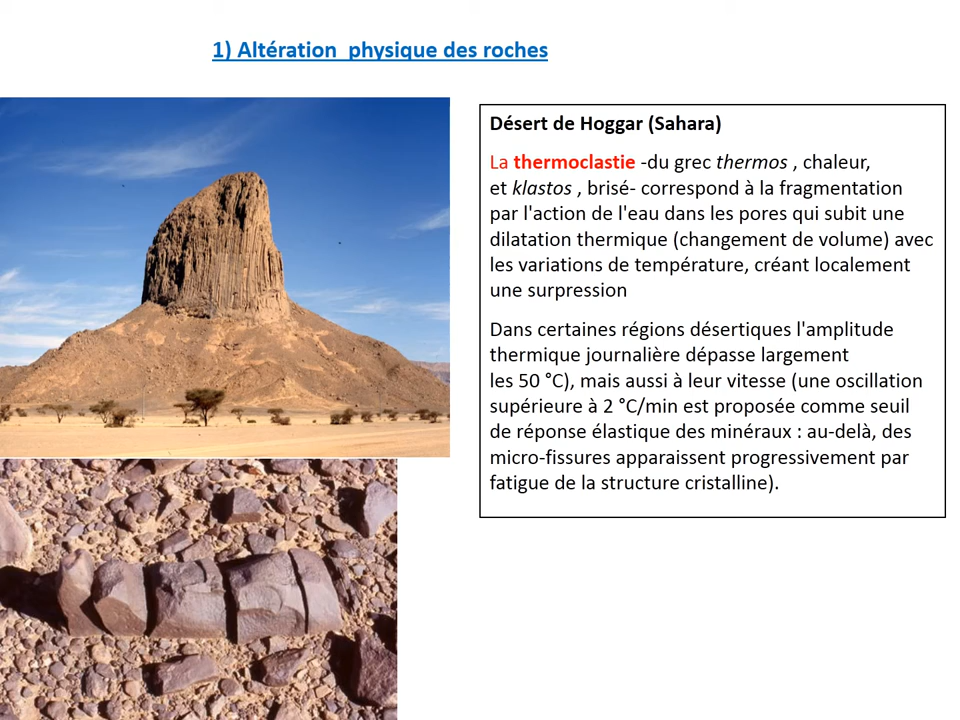 1) Altération  physique des roches
Désert de Hoggar (Sahara)
La thermoclastie -du grec thermos , chaleur,
et klastos , brisé- correspond à la fragmentation
par l'action de l'eau dans les pores qui subit une
dilatation thermique (changement de volume) avec
les variations de température, créant localement
une surpression
Dans certaines régions désertiques l'amplitude
thermique journalière dépasse largement
les 50 °C), mais aussi à leur vitesse (une oscillation
supérieure à 2 °C/min est proposée comme seuil
de réponse élastique des minéraux : au-delà, des
micro-fissures apparaissent progressivement par
fatigue de la structure cristalline).